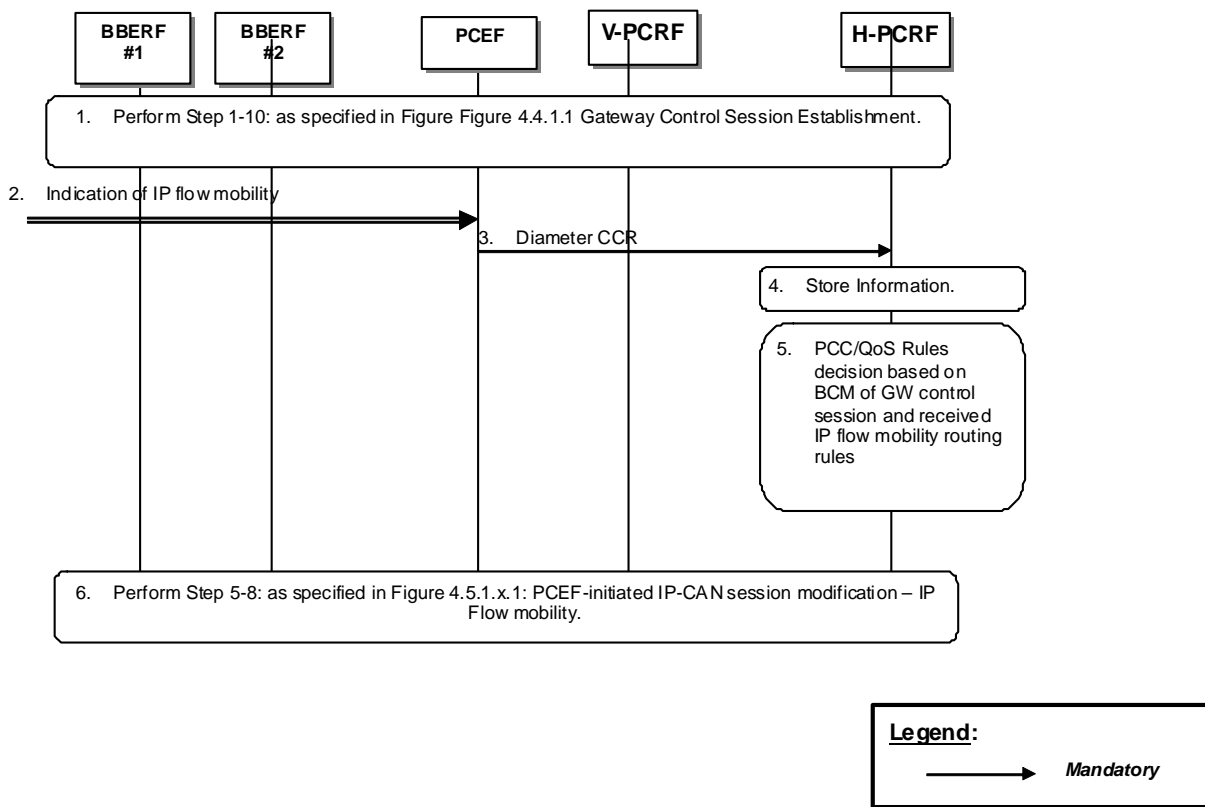 BBERF
#1
BBERF
#2
PCEF
V-PCRF
H-PCRF
1. Perform Step 1-10: as specified in Figure Figure 4.4.1.1 Gateway Control Session Establishment.
2. Indication of IP flow mobility
3. Diameter CCR
4. Store Information.
5. PCC/QoS Rules
decision based on
BCM of GW control
session and received
IP flow mobility routing
rules
6. Perform Step 5-8: as specified in Figure 4.5.1.x.1: PCEF-initiated IP-CAN session modification – IP
Flow mobility.
Legend:
Mandatory